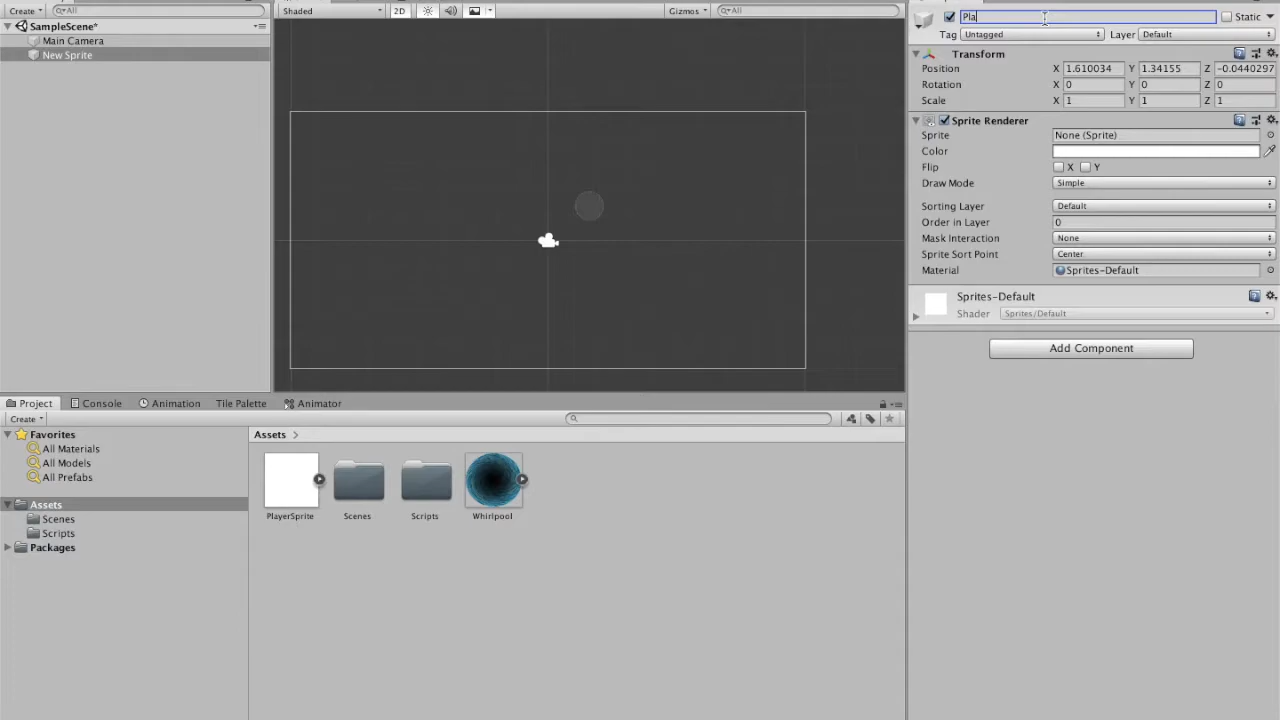 Create
All
SampleScene*
Main Camera
New Sprite
Shaded
2D
Gizmos
All
Pla
Static
Tag Untagged Layer Default
Transform
Position X 1.610034 Y 1.34155 Z -0.0440297
Rotation X 0 Y 0 Z 0
Scale X 1 Y 1 Z 1
Sprite Renderer
Sprite None (Sprite)
Color
Flip X Y
Draw Mode Simple
Sorting Layer Default
Order in Layer 0
Mask Interaction None
Sprite Sort Point Center
Material Sprites-Default
Sprites-Default
Shader Sprites/Default
Add Component
Project Console Animation Tile Palette Animator
Create
Favorites
All Materials
All Models
All Prefabs
Assets
Scenes
Scripts
Packages
Assets
PlayerSprite Scenes Scripts Whirlpool